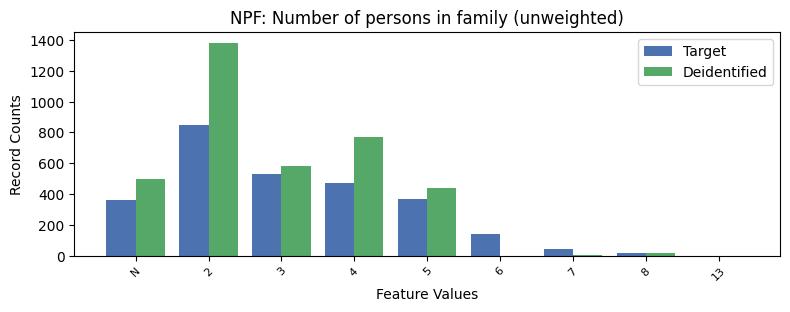 NPF: Number of persons in family (unweighted)
Target
Deidentified
Record Counts
1400
1200
1000
800
600
400
200
0
N 2 3 4 5 6 7 8 13
Feature Values